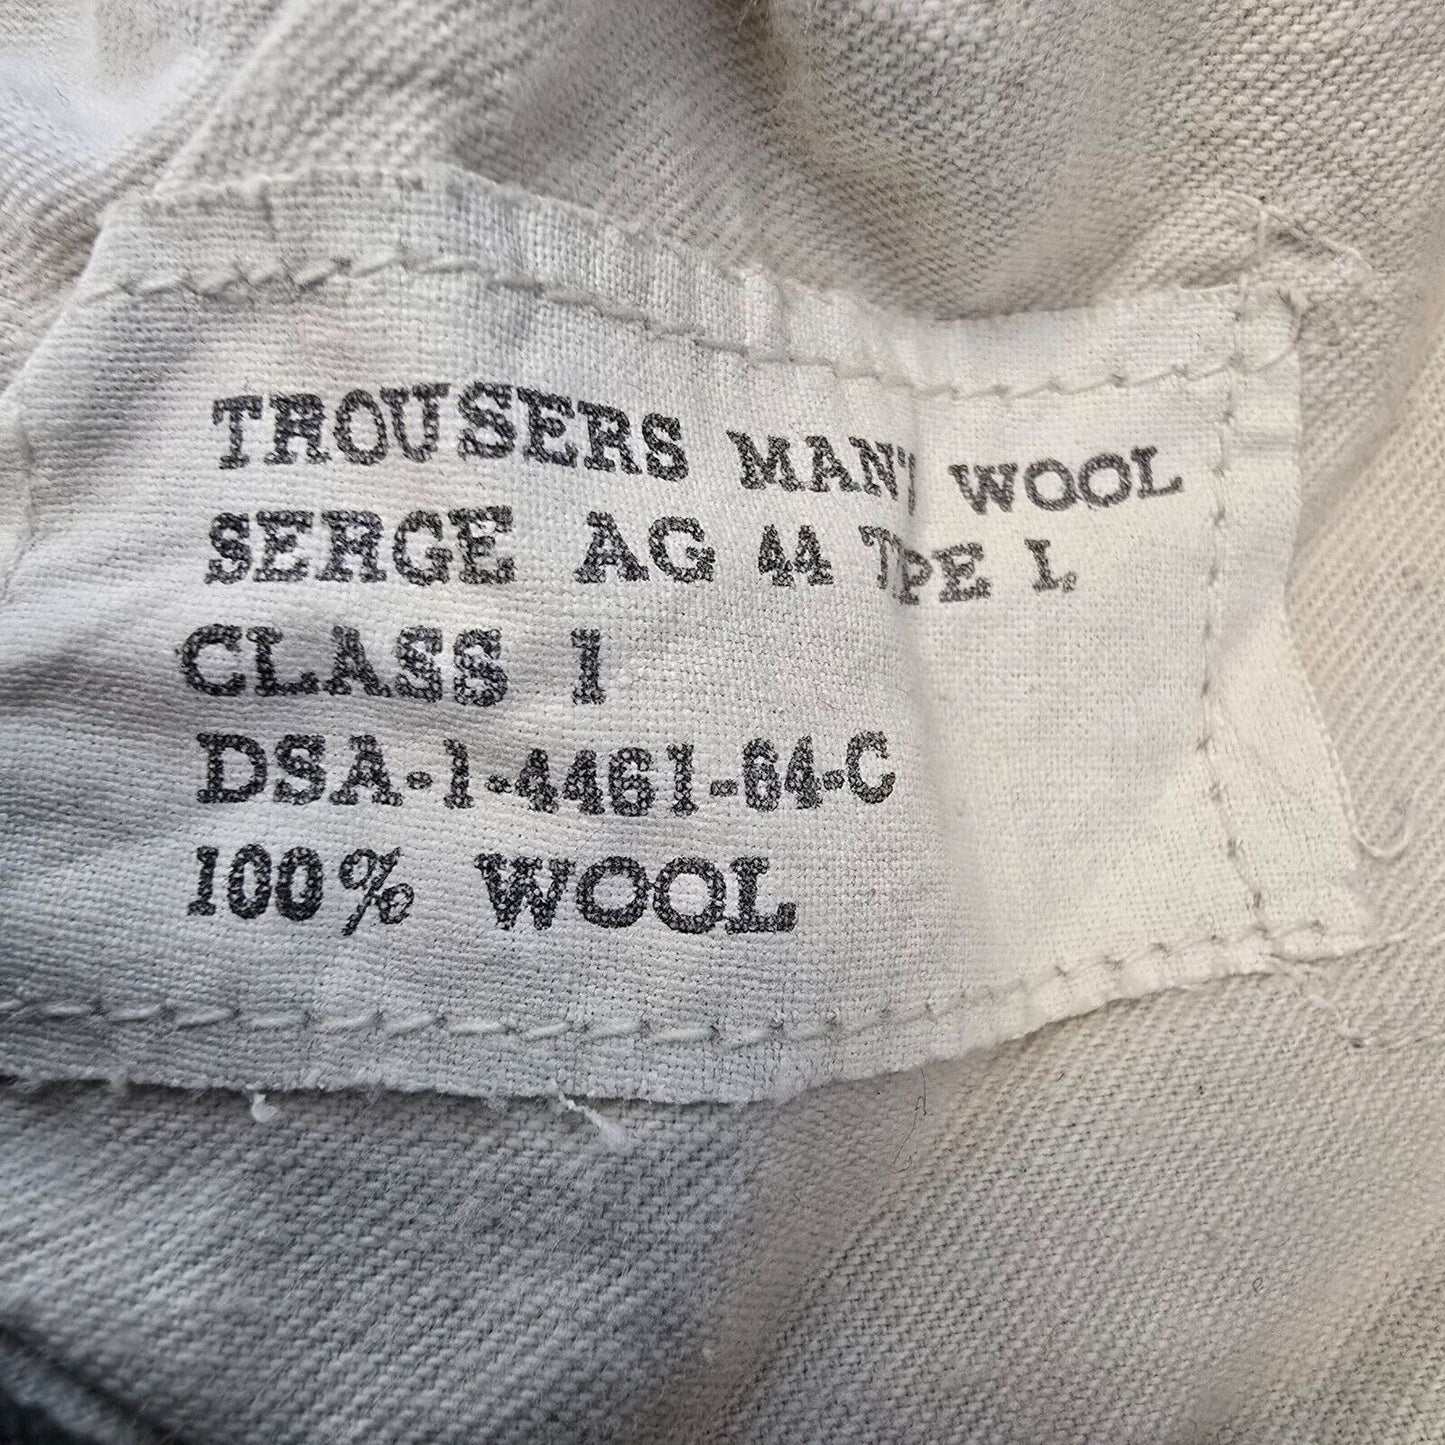 TROUSERS MAN'S WOOL
SERGE AG 44 TYPE I,
CLASS 1
DSA-1-4461-64-C
100% WOOL